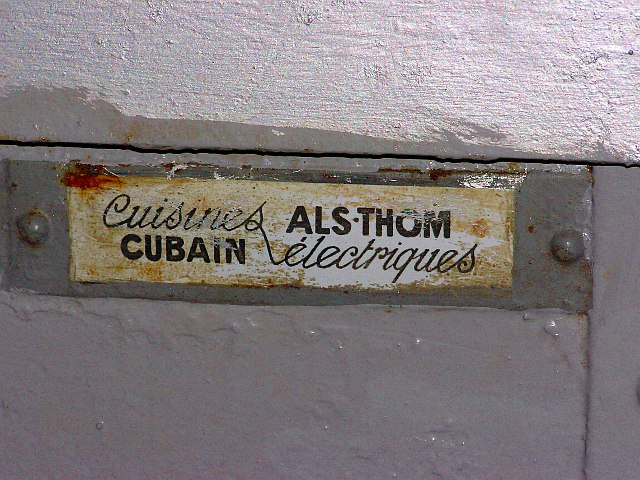 Cuisines ALS·THOM
CUBAIN électriques